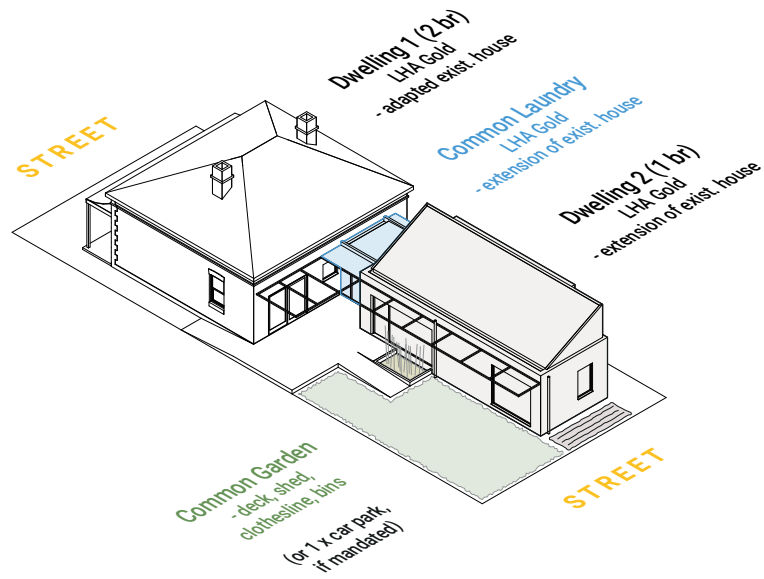 STREET
Dwelling 1 (2 br)
LHA Gold
- adapted exist. house
Common Laundry
LHA Gold
- extension of exist. house
Dwelling 2 (1 br)
LHA Gold
- extension of exist. house
Common Garden
- deck, shed,
clothesline, bins
(or 1 x car park,
if mandated)
STREET